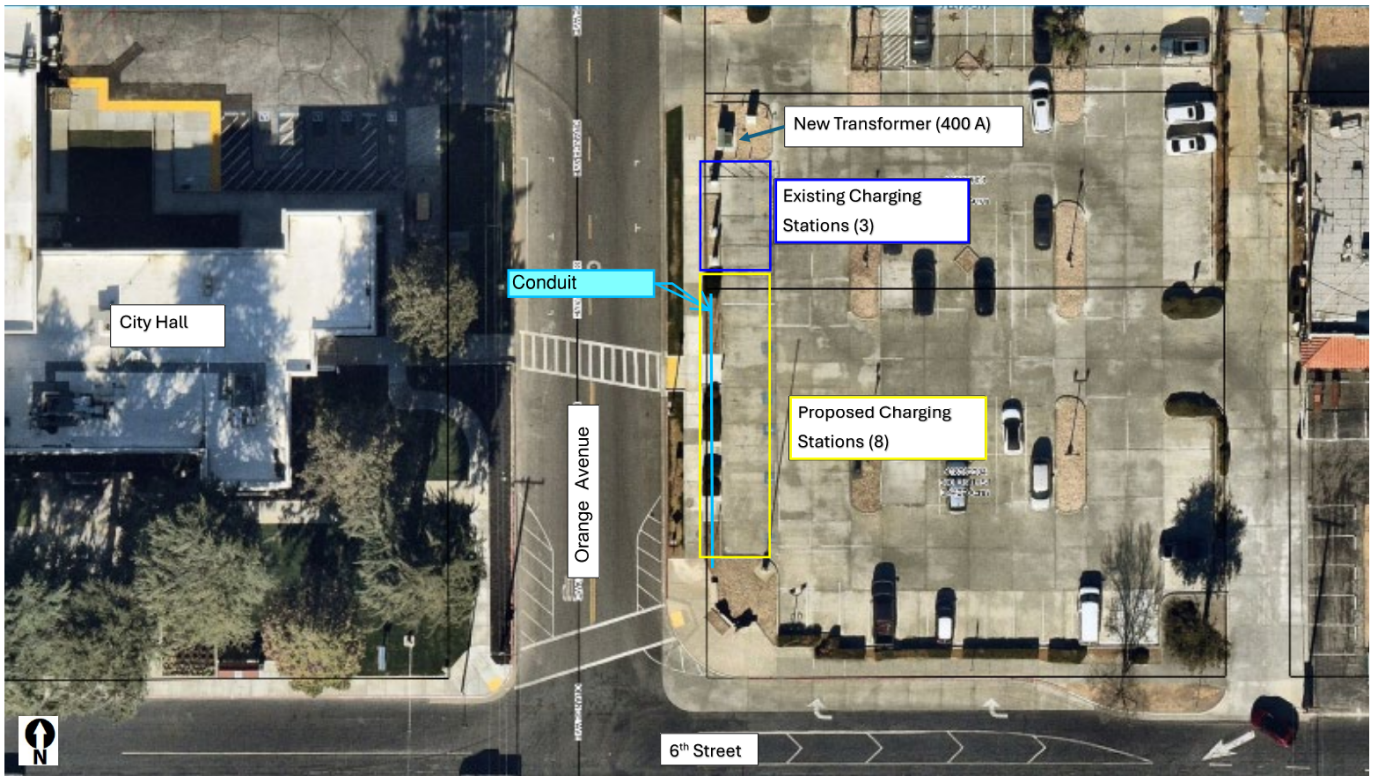 New Transformer (400 A)
Existing Charging
Stations (3)
Conduit
City Hall
Proposed Charging
Stations (8)
Orange Avenue
6th Street
N